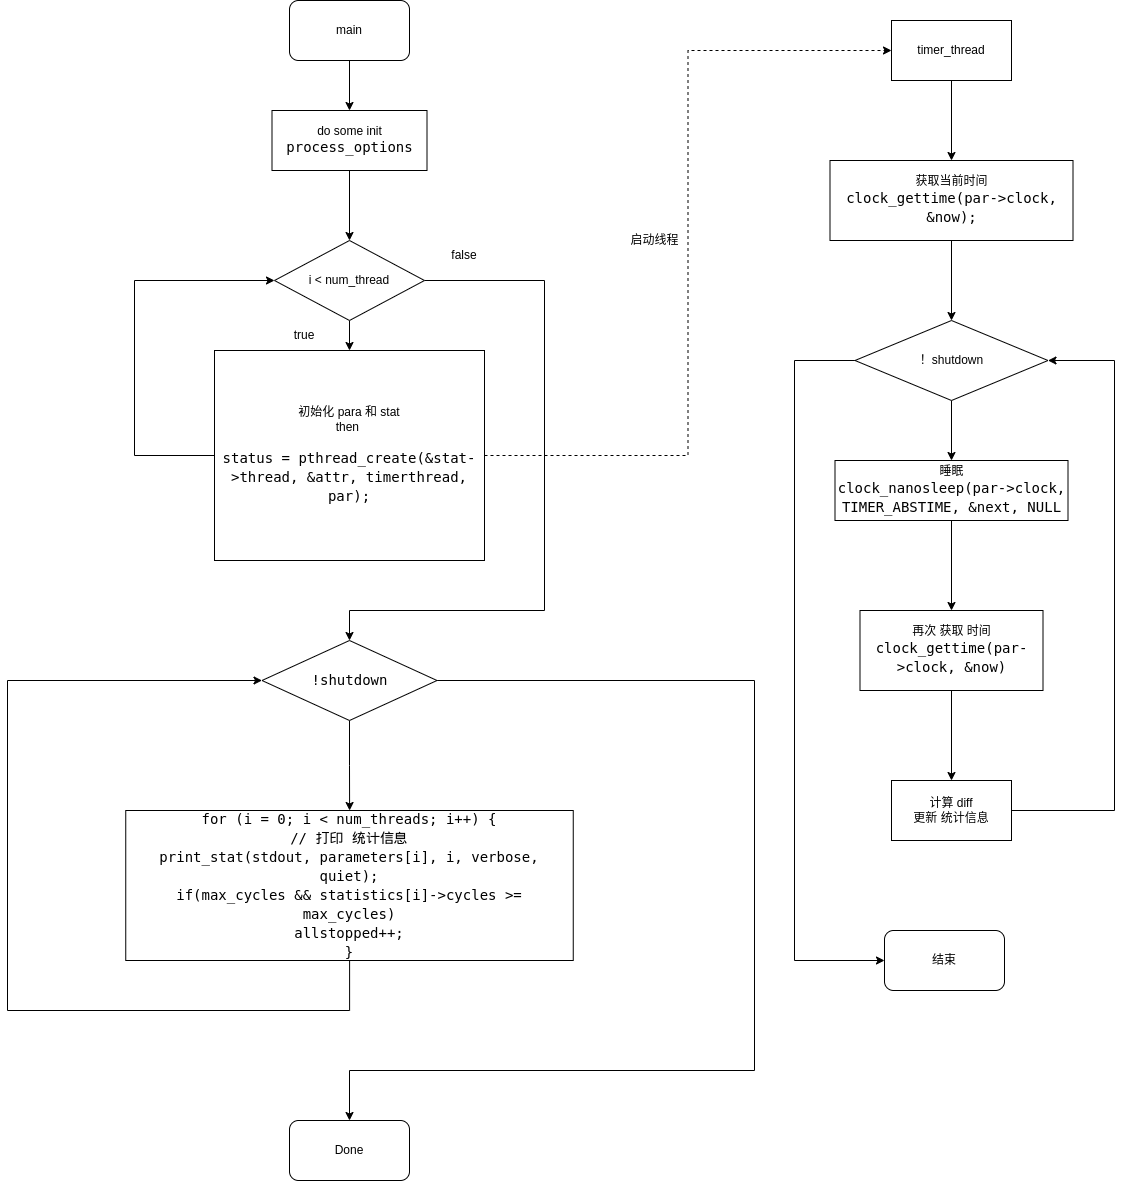 main
do some init
process_options
i < num_thread
false
true
初始化 para 和 stat
then
status = pthread_create(&stat-
>thread, &attr, timerthread,
par);
!shutdown
for (i = 0; i < num_threads; i++) {
// 打印 统计信息
print_stat(stdout, parameters[i], i, verbose,
quiet);
if(max_cycles && statistics[i]->cycles >=
max_cycles)
allstopped++;
}
Done
启动线程
timer_thread
获取当前时间
clock_gettime(par->clock,
&now);
！shutdown
睡眠
clock_nanosleep(par->clock,
TIMER_ABSTIME, &next, NULL
再次 获取 时间
clock_gettime(par-
>clock, &now)
计算 diff
更新 统计信息
结束